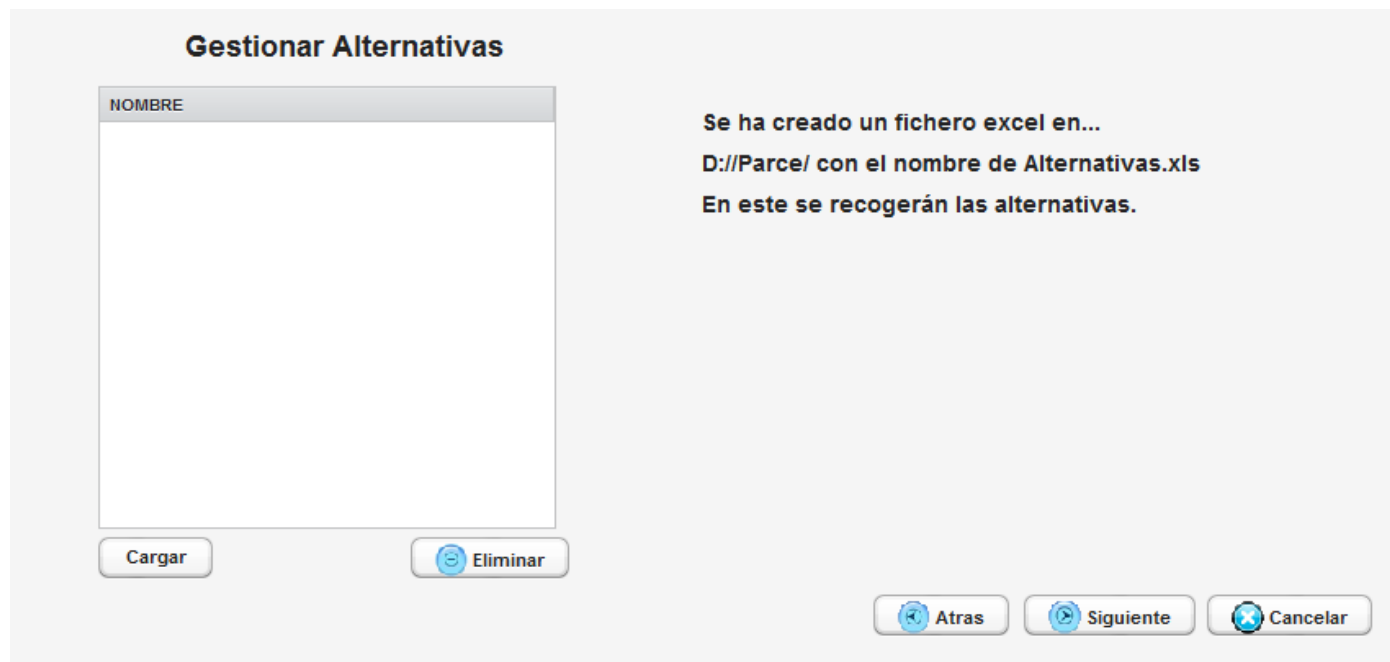 Gestionar Alternativas
NOMBRE
Se ha creado un fichero excel en...
D://Parce/ con el nombre de Alternativas.xls
En este se recogerán las alternativas.
Cargar
Eliminar
Atras
Siguiente
Cancelar